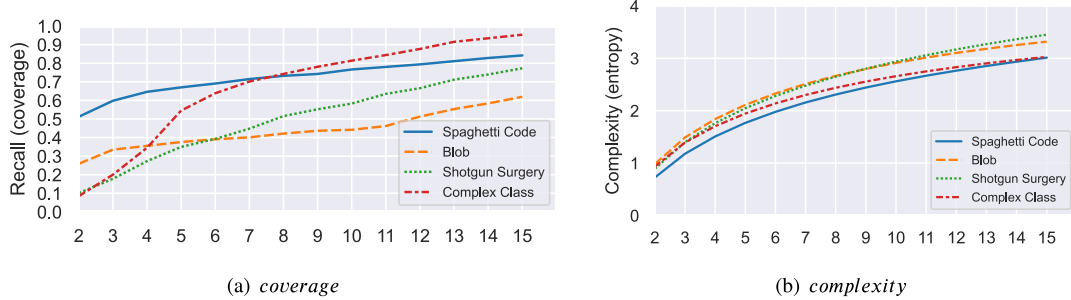 1.0
0.9
0.8
0.7
0.6
0.5
0.4
0.3
0.2
0.1
0.0
Recall (coverage)
Spaghetti Code
Blob
Shotgun Surgery
Complex Class
2 3 4 5 6 7 8 9 10 11 12 13 14 15
(a) coverage
4
3
2
1
0
Complexity (entropy)
Spaghetti Code
Blob
Shotgun Surgery
Complex Class
2 3 4 5 6 7 8 9 10 11 12 13 14 15
(b) complexity